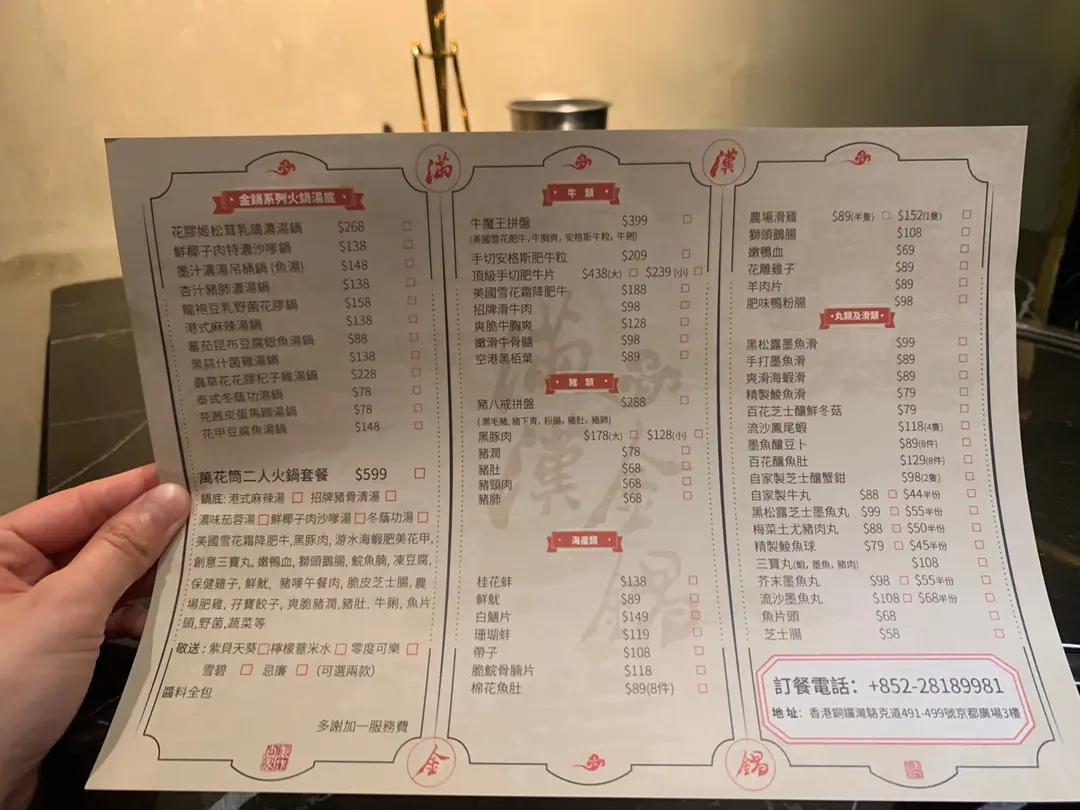 滿
漢
金鍋系列火鍋湯底
花膠姬松茸乳鴿濃湯鍋 $268 □
鮮椰子肉特濃沙嗲鍋 $138 □
墨汁濃湯吊桶鍋 (魚湯) $148 □
杏汁豬肺濃湯鍋 $138 □
龍袍豆乳野菌花膠鍋 $158 □
港式麻辣湯鍋 $138 □
蕃茄昆布豆腐銀魚湯鍋 $88 □
黑蒜什菌雞湯鍋 $138 □
蟲草花花膠杞子雞湯鍋 $228 □
泰式冬蔭功湯鍋 $78 □
芫茜皮蛋馬蹄湯鍋 $78 □
花甲豆腐魚湯鍋 $148 □
萬花筒二人火鍋套餐 $599 □
鍋底: 港式麻辣湯 □ 招牌豬骨清湯 □
濃味茄蓉湯 □ 鮮椰子肉沙嗲湯 □ 冬蔭功湯 □
美國雪花霜降肥牛,黑豚肉, 游水海蝦肥美花甲,
創意三寶丸, 嫩鴨血, 獅頭鵝腸, 鯇魚腩, 凍豆腐,
保健雞子, 鮮魷, 豬嘜午餐肉, 脆皮芝士腸, 農
場肥雞, 孖寶餃子, 爽脆豬潤, 豬肚, 牛脷, 魚片
頭,野菌, 蔬菜等
敬送: 紫貝天葵 □ 檸檬薏米水 □ 零度可樂 □
雪碧 □ 忌廉 □ (可選兩款)
醬料全包
多謝加一服務費
牛 類
牛魔王拼盤 $399 □
(美國雪花肥牛, 牛胸爽, 安格斯牛粒, 牛脷)
手切安格斯肥牛粒 $209 □
頂級手切肥牛片 $438(大) □ $239 (小) □
美國雪花霜降肥牛 $188 □
招牌滑牛肉 $98 □
爽脆牛胸爽 $128 □
嫩滑牛骨髓 $98 □
空港黑栢葉 $89 □
豬 類
豬八戒拼盤 $288 □
(黑毛豬, 豬下青, 粉腸, 豬肚, 豬肺)
黑豚肉 $178(大) □ $128(小) □
豬潤 $78 □
豬肚 $68 □
豬頸肉 $68 □
豬肺 $68 □
海產類
桂花蚌 $138 □
鮮魷 $89 □
白鱔片 $149 □
珊瑚蚌 $119 □
帶子 $108 □
脆鯇骨腩片 $118 □
棉花魚肚 $89(8件) □
農場滑雞 $89(半隻) □ $152(1隻) □
獅頭鵝腸 $108 □
嫩鴨血 $69 □
花雕雞子 $89 □
羊肉片 $89 □
肥味鴨粉腸 $98 □
丸類及滑類
黑松露墨魚滑 $99 □
手打墨魚滑 $89 □
爽滑海蝦滑 $89 □
精製鯪魚滑 $79 □
百花芝士釀鮮冬菇 $79 □
流沙鳳尾蝦 $118(4隻) □
墨魚釀豆卜 $89(8件) □
百花釀魚肚 $129(8件) □
自家製芝士釀蟹鉗 $98(2隻) □
自家製牛丸 $88 □ $44半份 □
黑松露芝士墨魚丸 $99 □ $55半份 □
梅菜土尤豬肉丸 $88 □ $50半份 □
精製鯪魚球 $79 □ $45半份 □
三寶丸(蝦, 墨魚, 豬肉) $108 □
芥末墨魚丸 $98 □ $55半份 □
流沙墨魚丸 $108 □ $68半份 □
魚片頭 $68 □
芝士腸 $58 □
訂餐電話: +852-28189981
地址: 香港銅鑼灣駱克道491-499號京都廣場3樓
金
鍋
滿漢金鍋